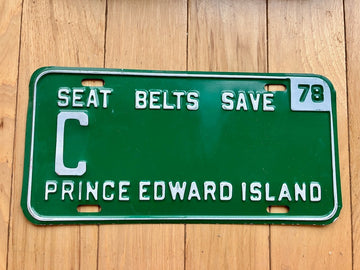 SEAT BELTS SAVE 78
C
PRINCE EDWARD ISLAND